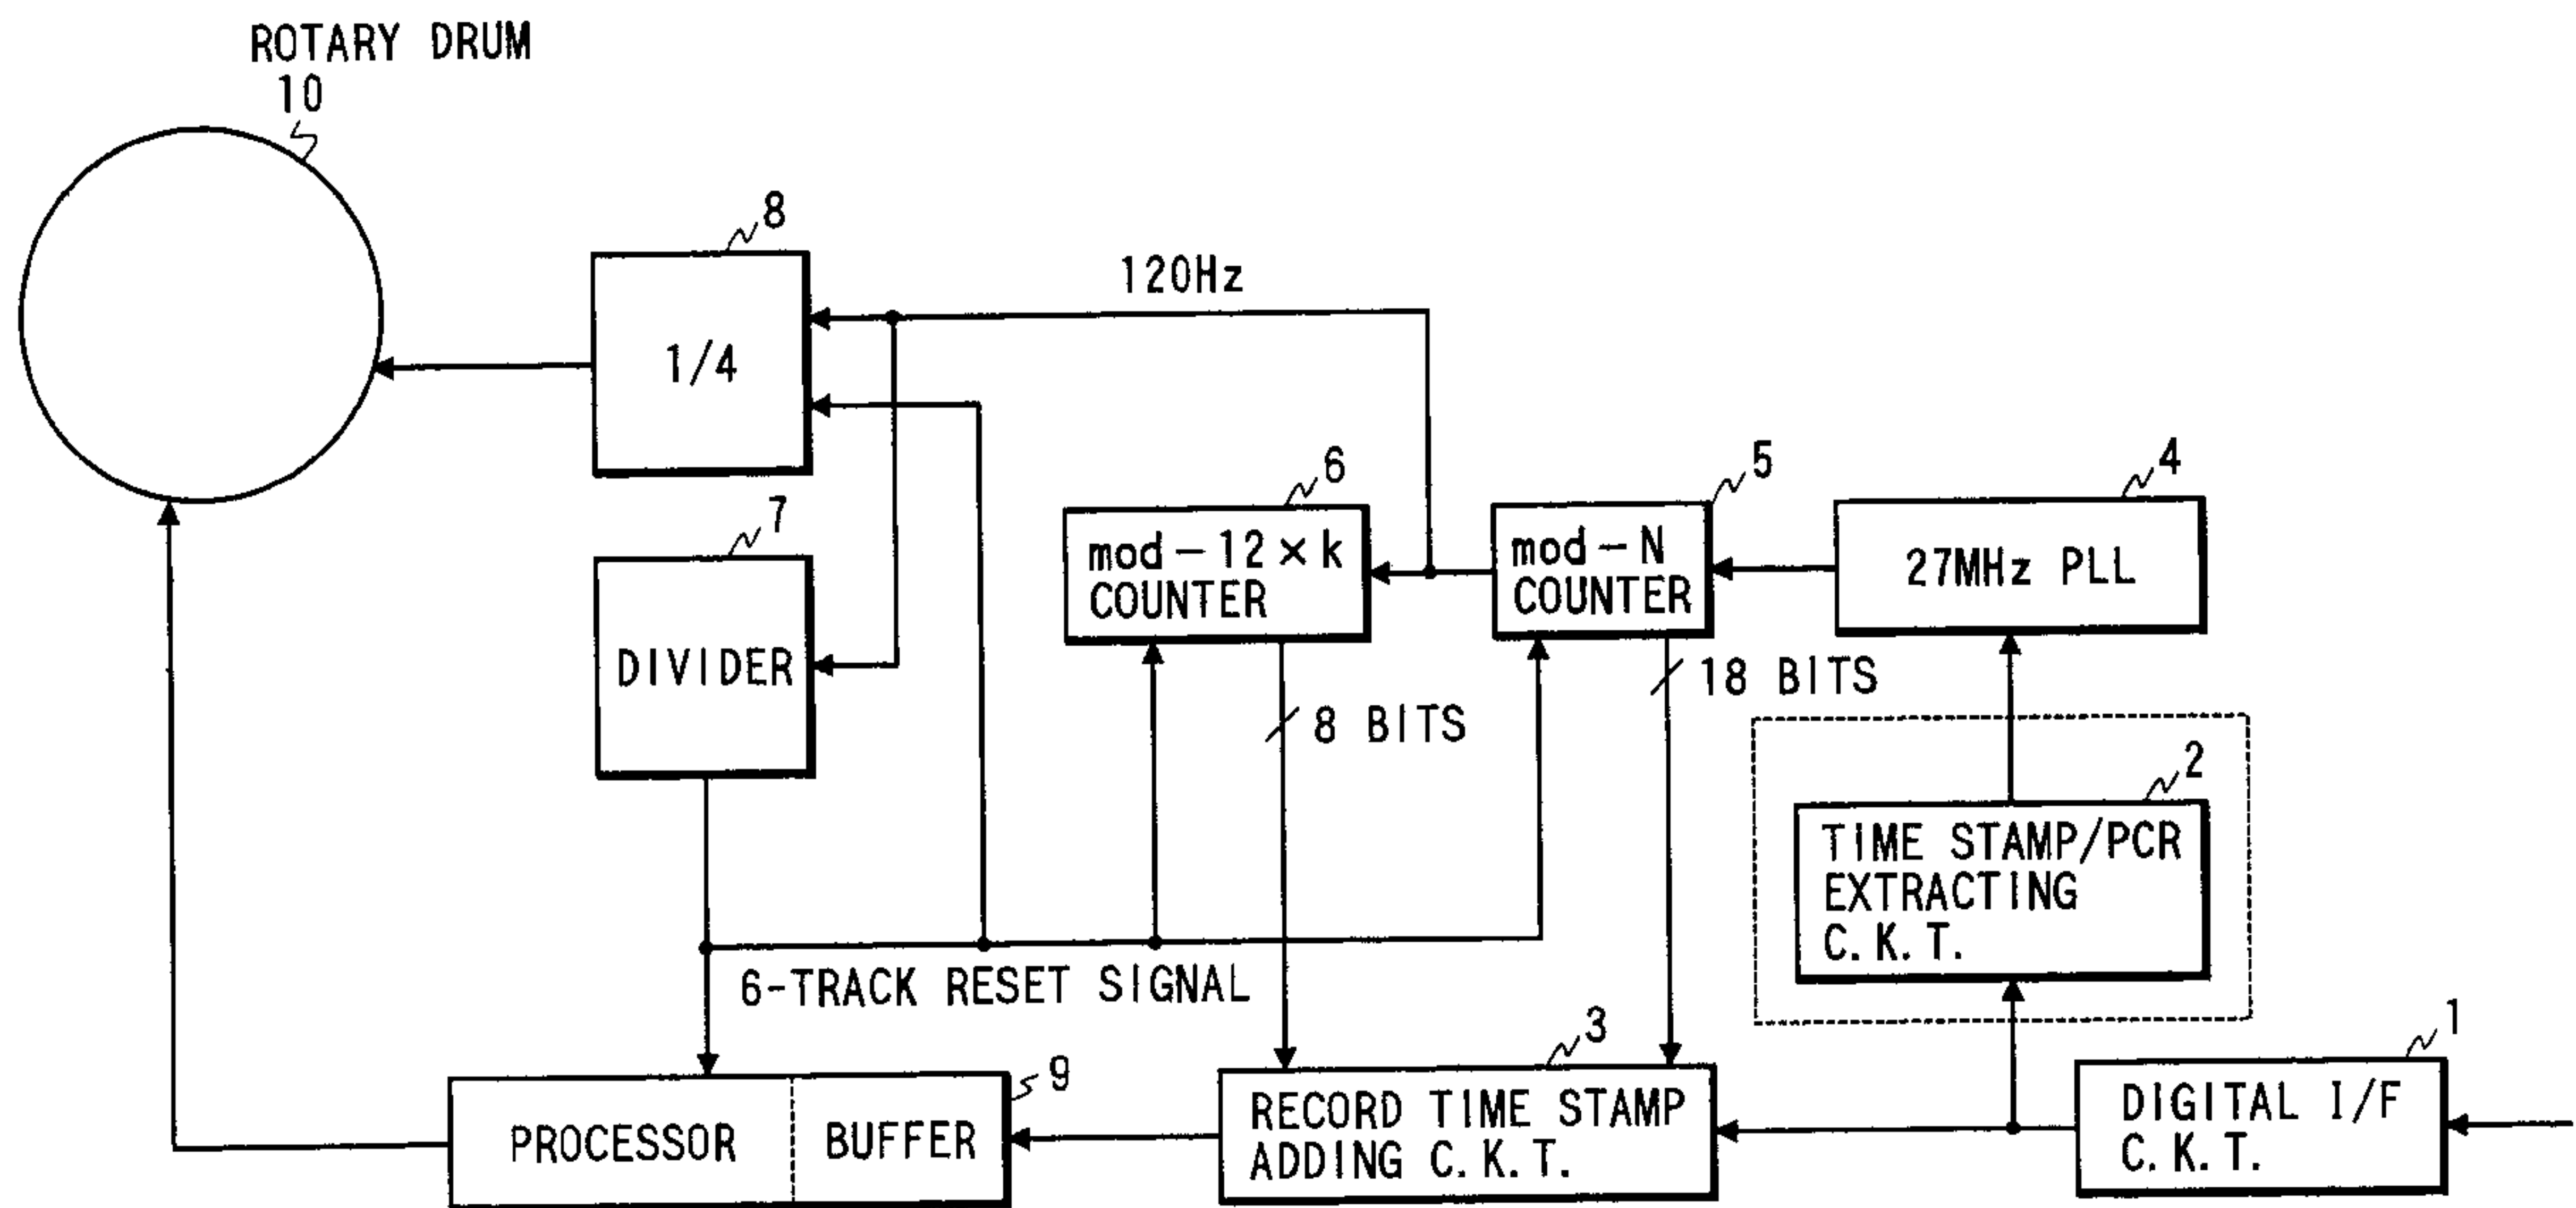 ROTARY DRUM
10
8
120Hz
1/4
6
5
4
7
mod-12×k
COUNTER
mod-N
COUNTER
27MHz PLL
DIVIDER
18 BITS
8 BITS
2
TIME STAMP/PCR
EXTRACTING
C.K.T.
6-TRACK RESET SIGNAL
3
1
9
PROCESSOR
BUFFER
RECORD TIME STAMP
ADDING C.K.T.
DIGITAL I/F
C.K.T.